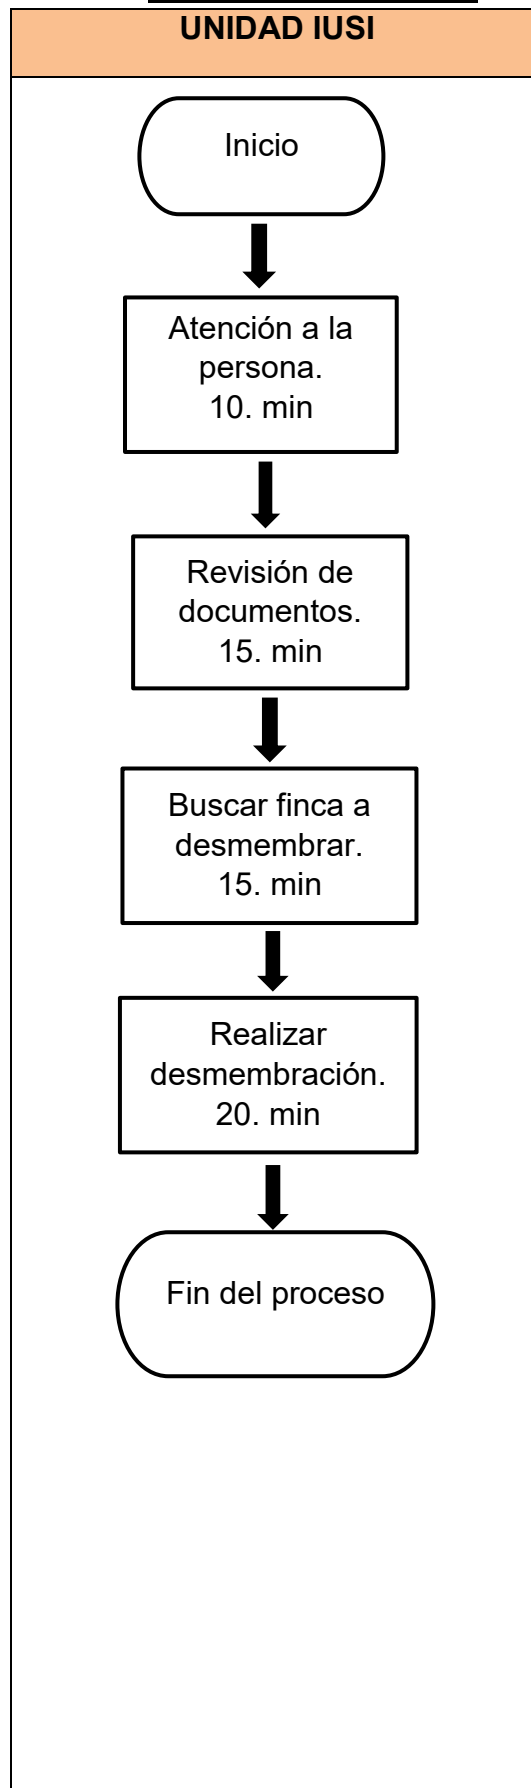 UNIDAD IUSI
Inicio
Atención a la
persona.
10. min
Revisión de
documentos.
15. min
Buscar finca a
desmembrar.
15. min
Realizar
desmembración.
20. min
Fin del proceso